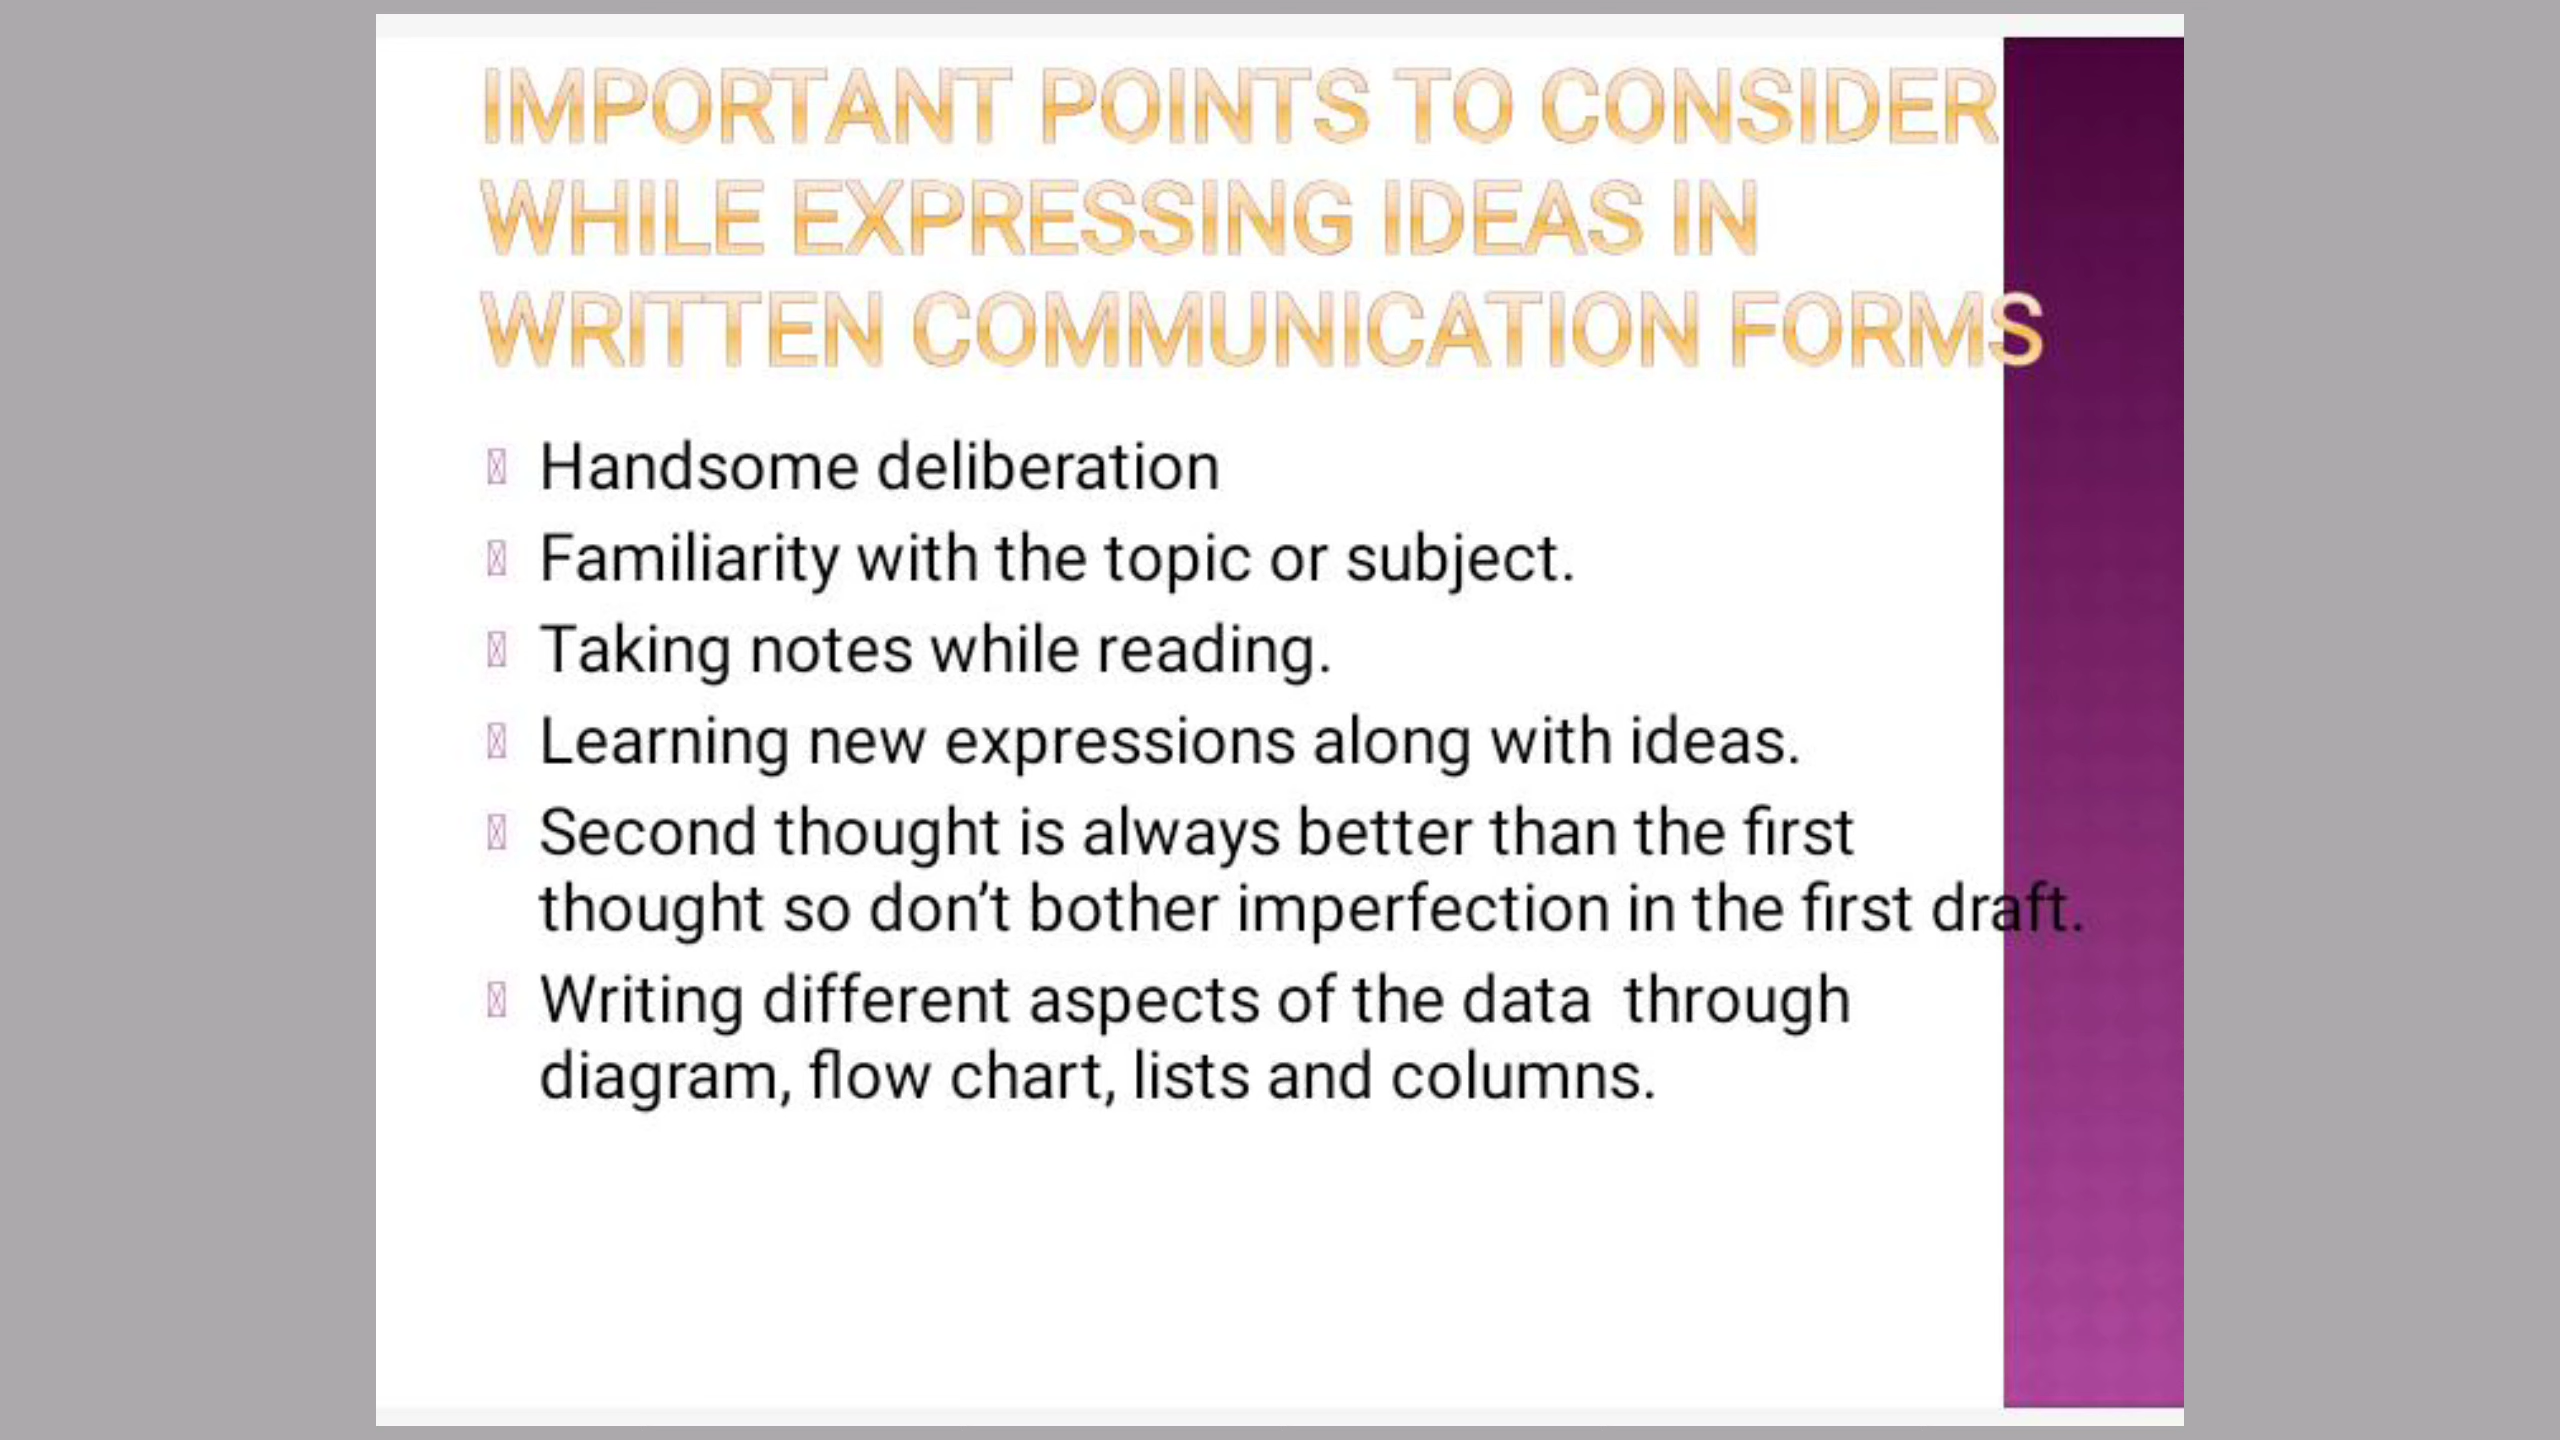 IMPORTANT POINTS TO CONSIDER
WHILE EXPRESSING IDEAS IN
WRITTEN COMMUNICATION FORMS
Handsome deliberation
Familiarity with the topic or subject.
Taking notes while reading.
Learning new expressions along with ideas.
Second thought is always better than the first
thought so don’t bother imperfection in the first draft.
Writing different aspects of the data  through
diagram, flow chart, lists and columns.